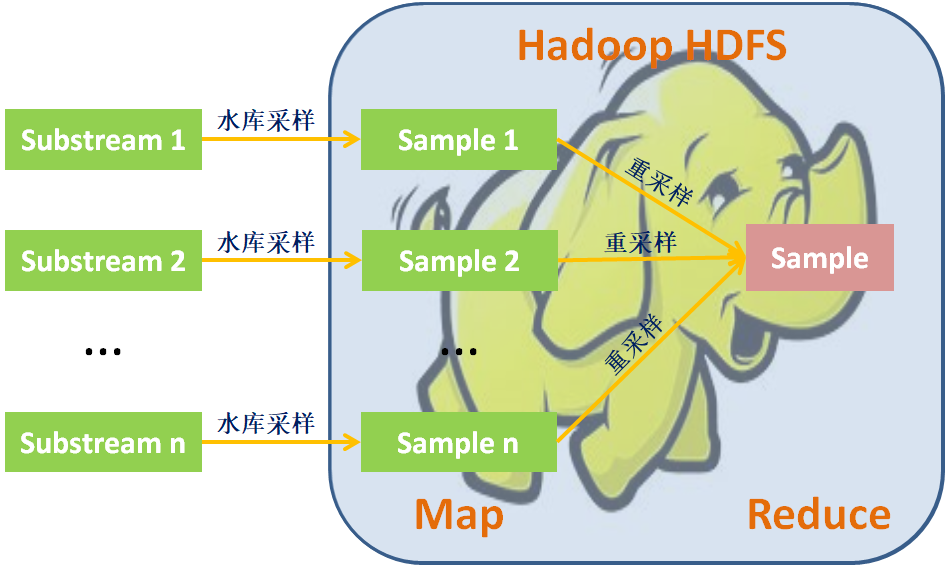 Hadoop HDFS
Substream 1
水库采样
Sample 1
重采样
Substream 2
水库采样
Sample 2
重采样
Sample
...
...
重采样
Substream n
水库采样
Sample n
Map
Reduce